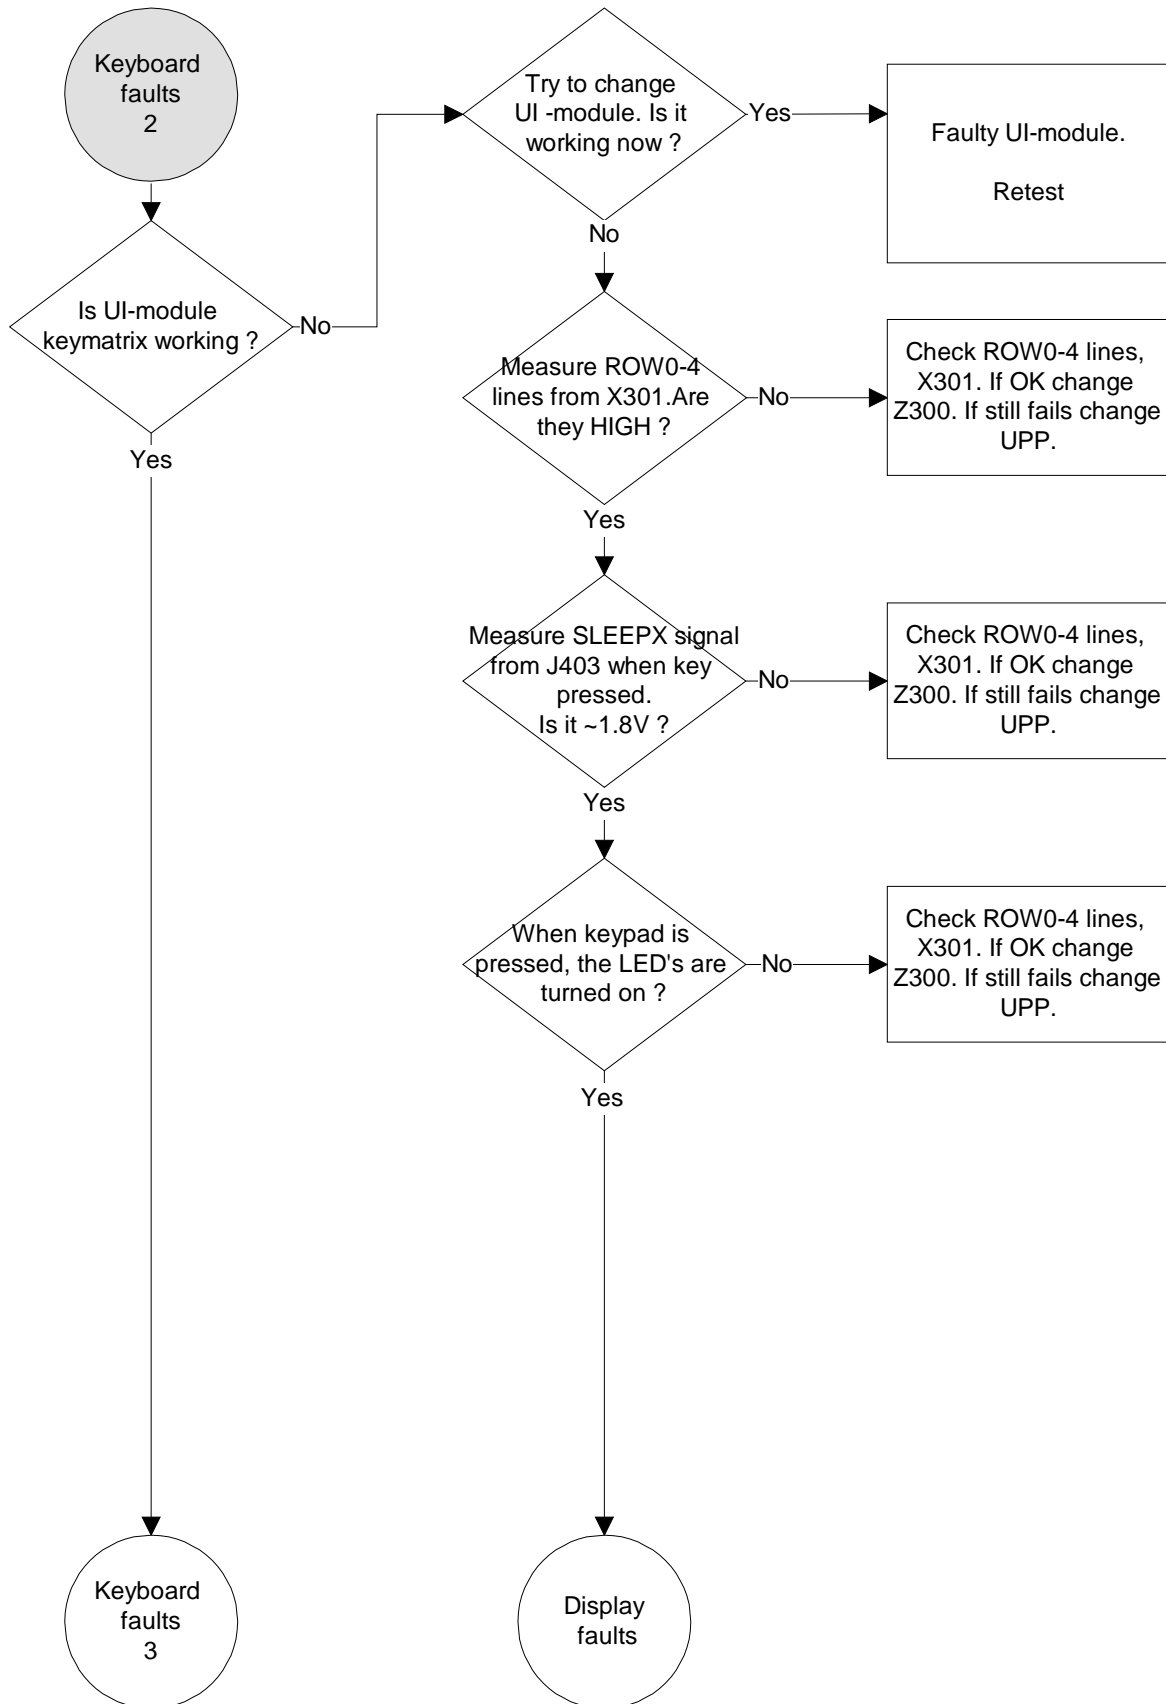 Keyboard
faults
2
Is UI-module
keymatrix working ?
No
Yes
Try to change
UI -module. Is it
working now ?
Yes
Faulty UI-module.
Retest
No
Measure ROW0-4
lines from X301.Are
they HIGH ?
No
Check ROW0-4 lines,
X301. If OK change
Z300. If still fails change
UPP.
Yes
Measure SLEEPX signal
from J403 when key
pressed.
Is it ~1.8V ?
No
Check ROW0-4 lines,
X301. If OK change
Z300. If still fails change
UPP.
Yes
When keypad is
pressed, the LED's are
turned on ?
No
Check ROW0-4 lines,
X301. If OK change
Z300. If still fails change
UPP.
Yes
Keyboard
faults
3
Display
faults